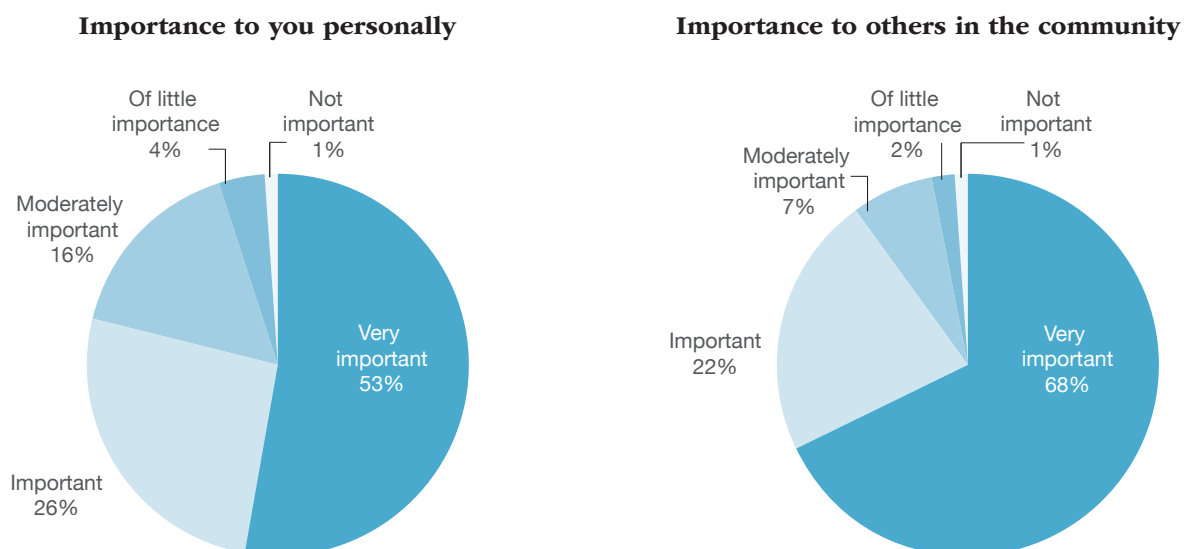 Importance to you personally
Of little
importance
4%
Not
important
1%
Moderately
important
16%
Very
important
53%
Important
26%
Importance to others in the community
Of little
importance
2%
Not
important
1%
Moderately
important
7%
Important
22%
Very
important
68%